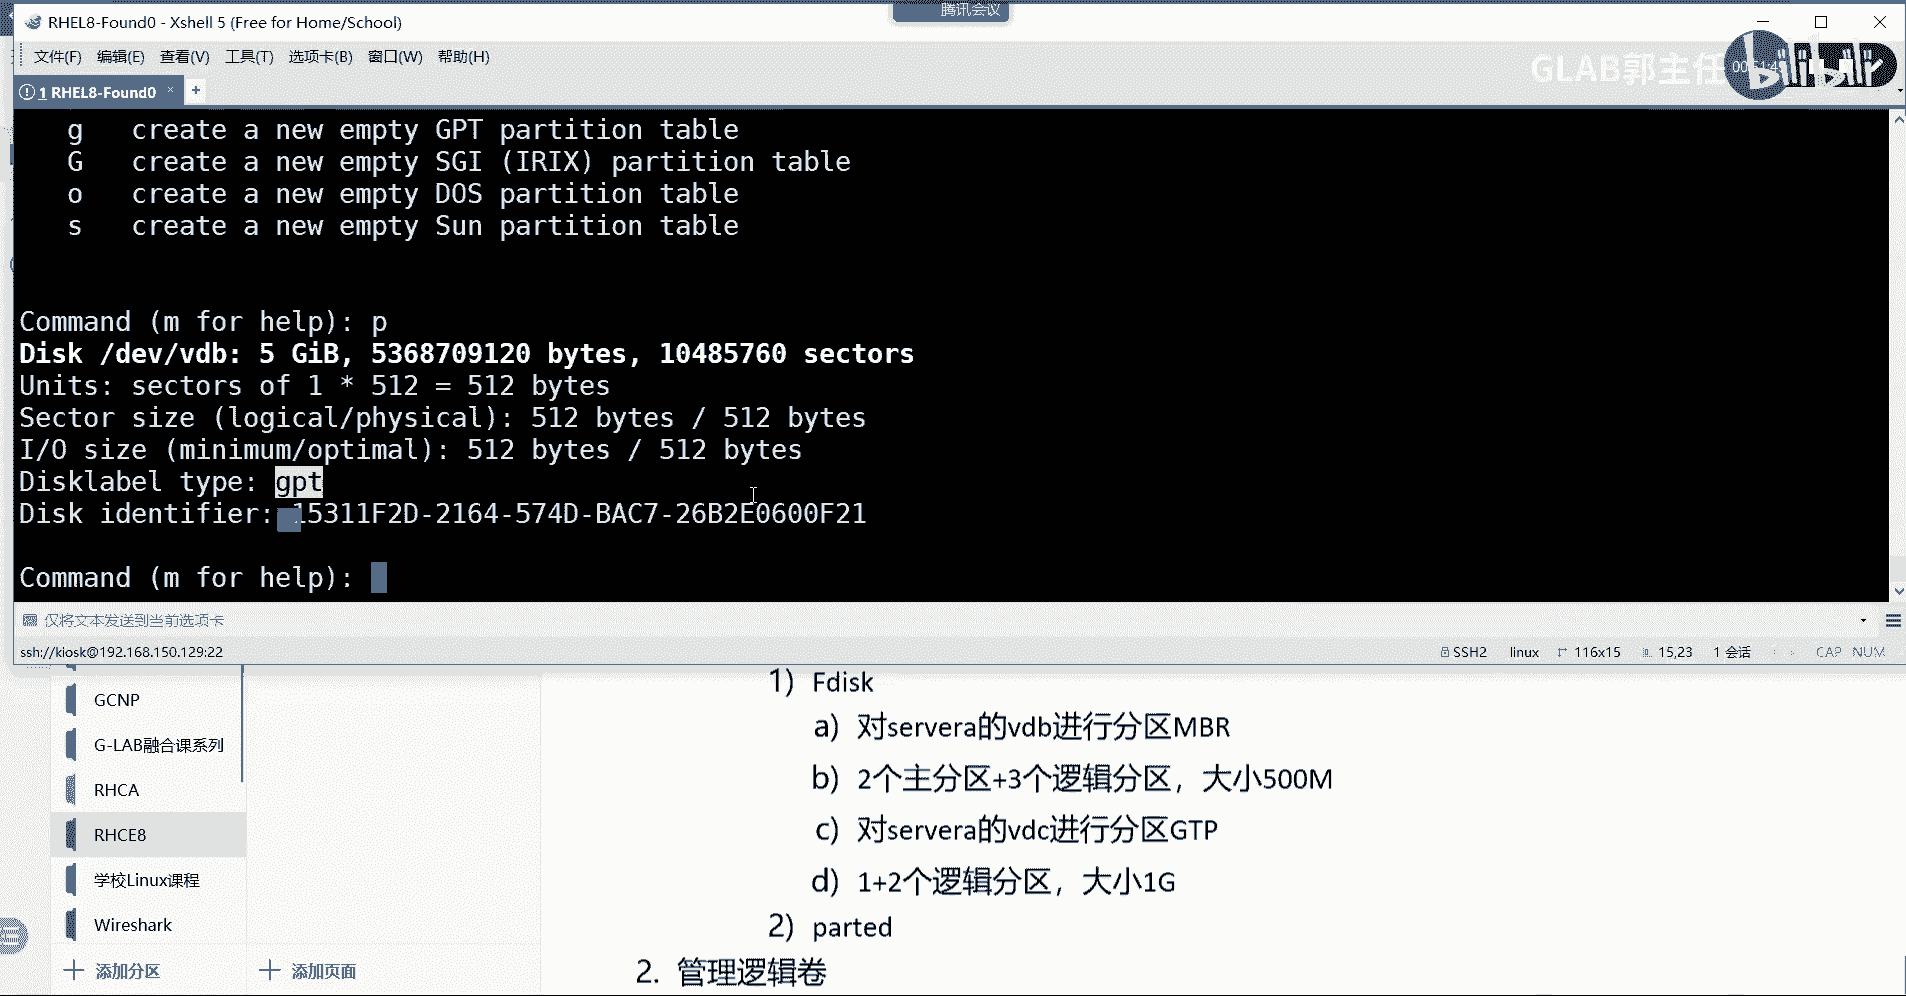 腾讯会议
RHEL8-Found0 - Xshell 5 (Free for Home/School)
文件(F) 编辑(E) 查看(V) 工具(T) 选项卡(B) 窗口(W) 帮助(H)
GLAB郭主任
bilibili
1 RHEL8-Found0 × +
g create a new empty GPT partition table
G create a new empty SGI (IRIX) partition table
o create a new empty DOS partition table
s create a new empty Sun partition table
Command (m for help): p
Disk /dev/vdb: 5 GiB, 5368709120 bytes, 10485760 sectors
Units: sectors of 1 * 512 = 512 bytes
Sector size (logical/physical): 512 bytes / 512 bytes
I/O size (minimum/optimal): 512 bytes / 512 bytes
Disklabel type: gpt
Disk identifier: 15311F2D-2164-574D-BAC7-26B2E0600F21
Command (m for help):
仅将文本发送到当前选项卡
ssh://kiosk@192.168.150.129:22 SSH2 linux 116x15 15,23 1 会话 CAP NUM
GCNP
G-LAB融合课系列
RHCA
RHCE8
学校Linux课程
Wireshark
添加分区 添加页面
1) Fdisk
a) 对servera的vdb进行分区MBR
b) 2个主分区+3个逻辑分区，大小500M
c) 对servera的vdc进行分区GTP
d) 1+2个逻辑分区，大小1G
2) parted
2. 管理逻辑卷